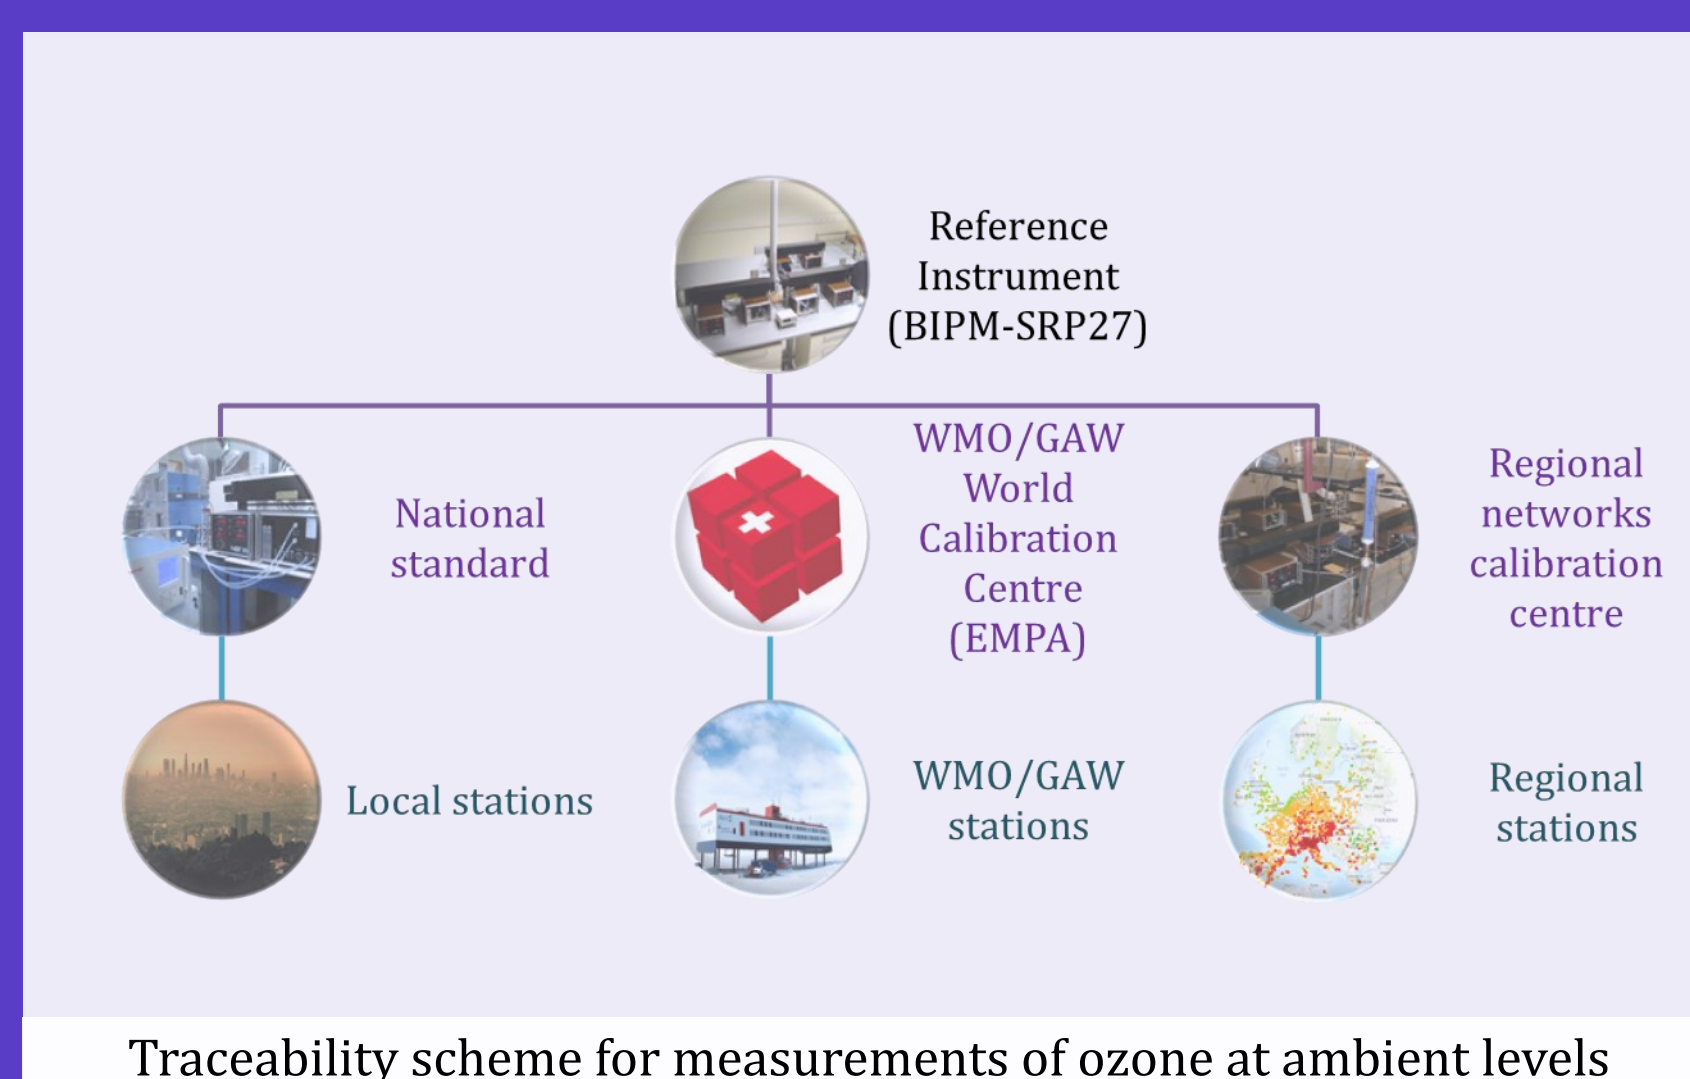 Reference
Instrument
(BIPM-SRP27)
National
standard
WMO/GAW
World
Calibration
Centre
(EMPA)
Regional
networks
calibration
centre
Local stations
WMO/GAW
stations
Regional
stations
Traceability scheme for measurements of ozone at ambient levels